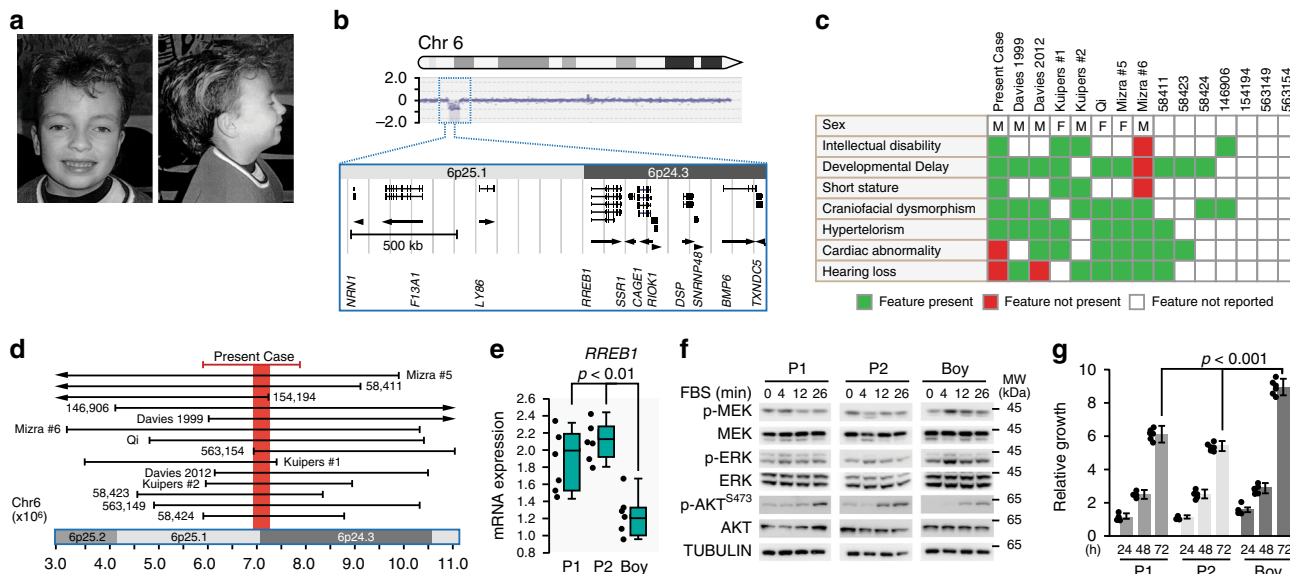 a
b
Chr 6
2.0
0
–2.0
6p25.1
6p24.3
500 kb
NRN1
F13A1
LY86
RREB1
SSR1
CAGE1
RIOK1
DSP
SNRNP48
BMP6
TXNDC5
c
Present Case
Davies 1999
Davies 2012
Kuipers #1
Kuipers #2
Qi
Mizra #5
Mizra #6
58411
58423
58424
146906
154194
563149
563154
Sex M M M F M F F M
Intellectual disability
Developmental Delay
Short stature
Craniofacial dysmorphism
Hypertelorism
Cardiac abnormality
Hearing loss
Feature present
Feature not present
Feature not reported
d
Present Case
Mizra #5
58,411
154,194
146,906
Davies 1999
Mizra #6
Qi
563,154
Kuipers #1
Davies 2012
Kuipers #2
58,423
563,149
58,424
Chr6
(x10⁶)
6p25.2
6p25.1
6p24.3
3.0 4.0 5.0 6.0 7.0 8.0 9.0 10.0 11.0
e
RREB1
p < 0.01
mRNA expression
2.6
2.4
2.2
2.0
1.8
1.6
1.4
1.2
1.0
0.8
P1 P2 Boy
f
P1 P2 Boy
FBS (min) 0 4 12 26 0 4 12 26 0 4 12 26
MW
(kDa)
p-MEK 45
MEK 45
p-ERK 45
ERK 45
p-AKT^S473 65
AKT 65
TUBULIN 65
g
p < 0.001
Relative growth
10
8
6
4
2
0
(h) 24 48 72 24 48 72 24 48 72
P1 P2 Boy